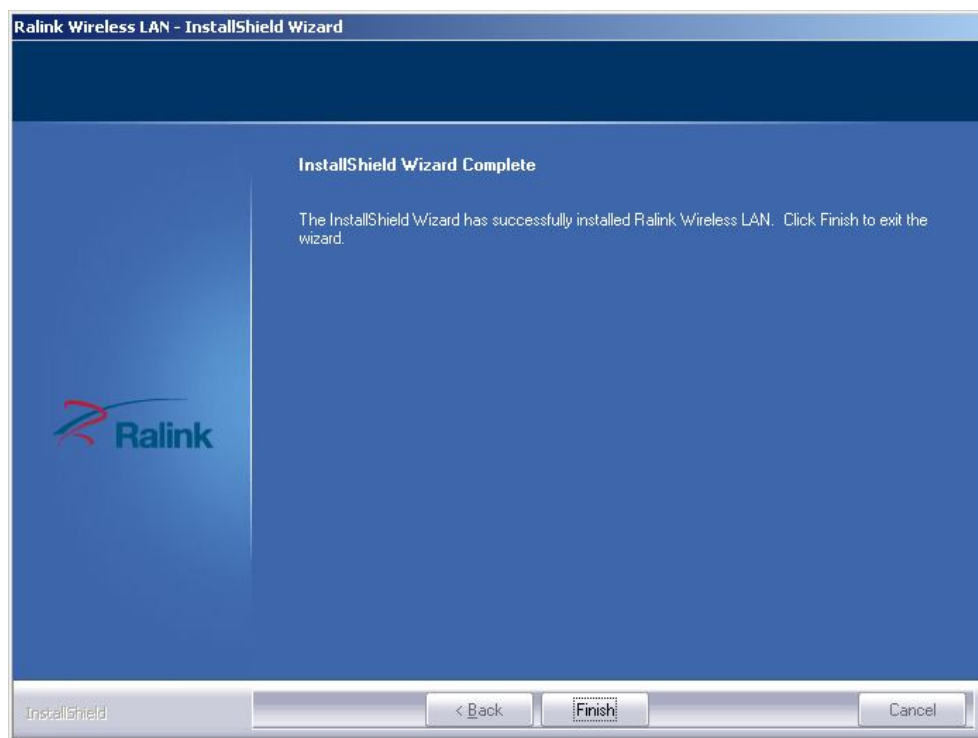 Ralink Wireless LAN - InstallShield Wizard
InstallShield Wizard Complete
The InstallShield Wizard has successfully installed Ralink Wireless LAN. Click Finish to exit the
wizard.
Ralink
InstallShield
< Back
Finish
Cancel